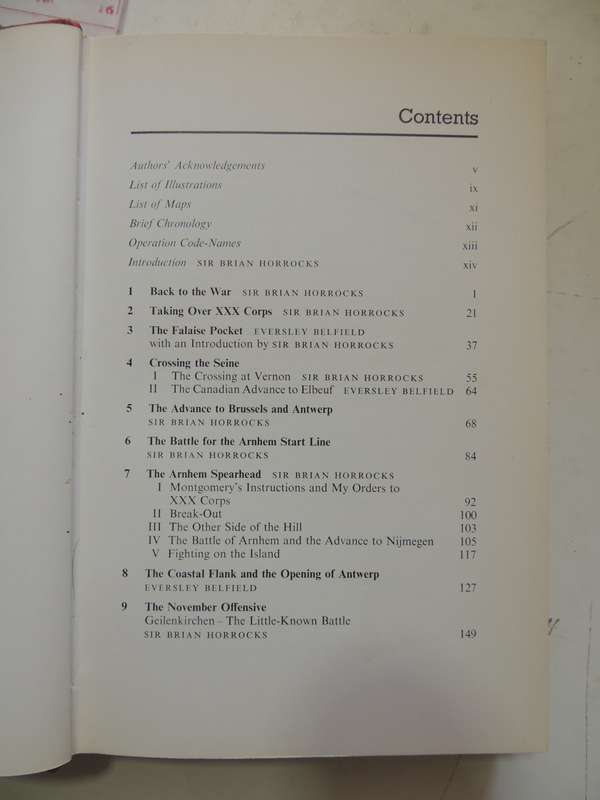 Contents
Authors' Acknowledgements v
List of Illustrations ix
List of Maps xi
Brief Chronology xii
Operation Code-Names xiii
Introduction SIR BRIAN HORROCKS xiv
1 Back to the War SIR BRIAN HORROCKS 1
2 Taking Over XXX Corps SIR BRIAN HORROCKS 21
3 The Falaise Pocket EVERSLEY BELFIELD
with an Introduction by SIR BRIAN HORROCKS 37
4 Crossing the Seine
I The Crossing at Vernon SIR BRIAN HORROCKS 55
II The Canadian Advance to Elbeuf EVERSLEY BELFIELD 64
5 The Advance to Brussels and Antwerp
SIR BRIAN HORROCKS 68
6 The Battle for the Arnhem Start Line
SIR BRIAN HORROCKS 84
7 The Arnhem Spearhead SIR BRIAN HORROCKS
I Montgomery's Instructions and My Orders to
XXX Corps 92
II Break-Out 100
III The Other Side of the Hill 103
IV The Battle of Arnhem and the Advance to Nijmegen 105
V Fighting on the Island 117
8 The Coastal Flank and the Opening of Antwerp
EVERSLEY BELFIELD 127
9 The November Offensive
Geilenkirchen – The Little-Known Battle
SIR BRIAN HORROCKS 149